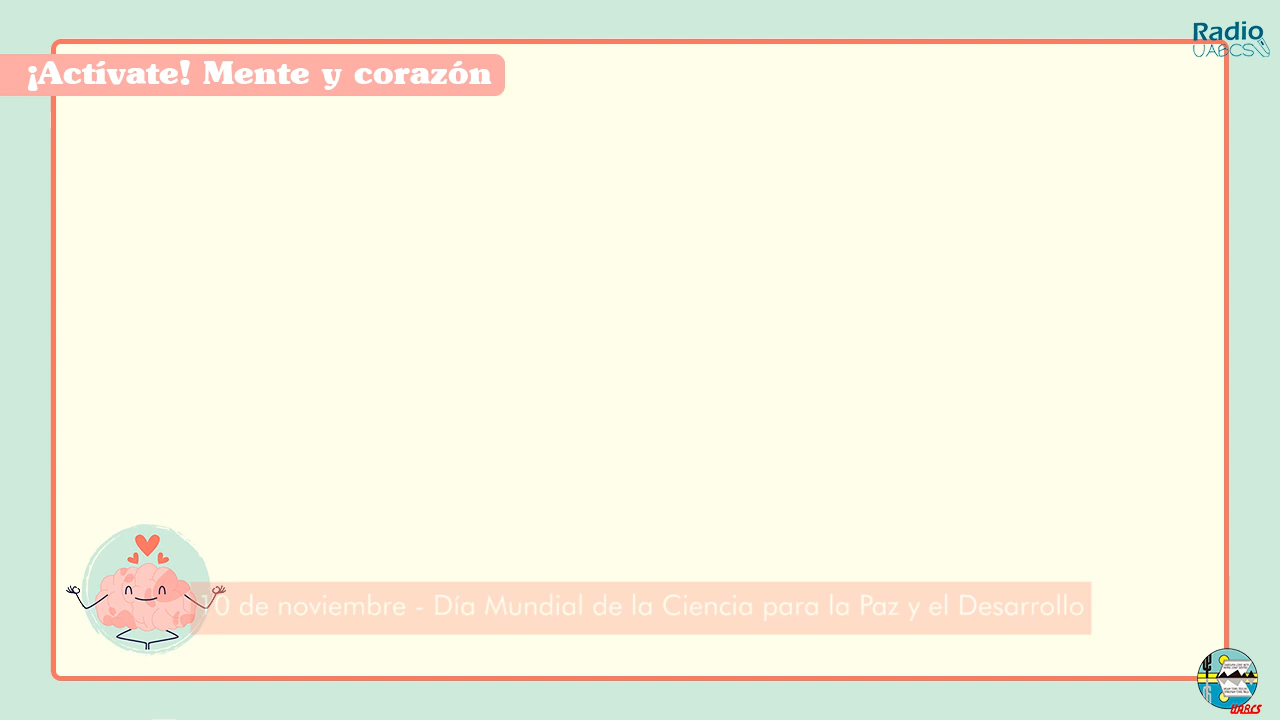 Radio
UABCS
¡Actívate! Mente y corazón
10 de noviembre - Día Mundial de la Ciencia para la Paz y el Desarrollo
UABCS